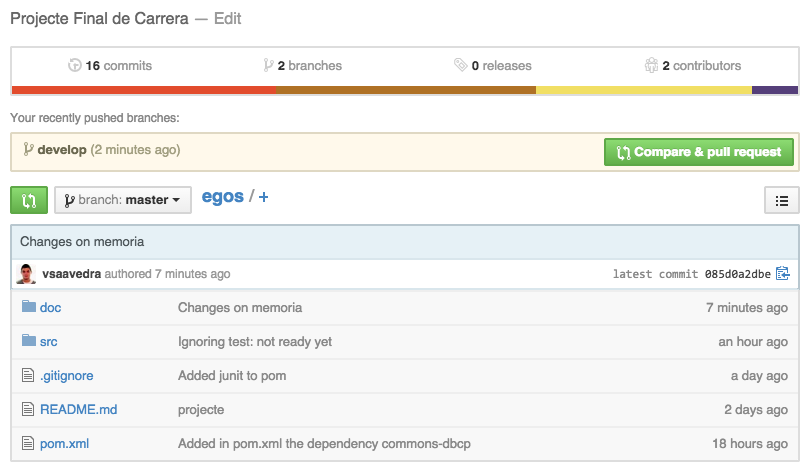 Projecte Final de Carrera — Edit
16 commits 2 branches 0 releases 2 contributors
Your recently pushed branches:
develop (2 minutes ago) Compare & pull request
branch: master egos / +
Changes on memoria
vsaavedra authored 7 minutes ago latest commit 085d0a2dbe
doc Changes on memoria 7 minutes ago
src Ignoring test: not ready yet an hour ago
.gitignore Added junit to pom a day ago
README.md projecte 2 days ago
pom.xml Added in pom.xml the dependency commons-dbcp 18 hours ago